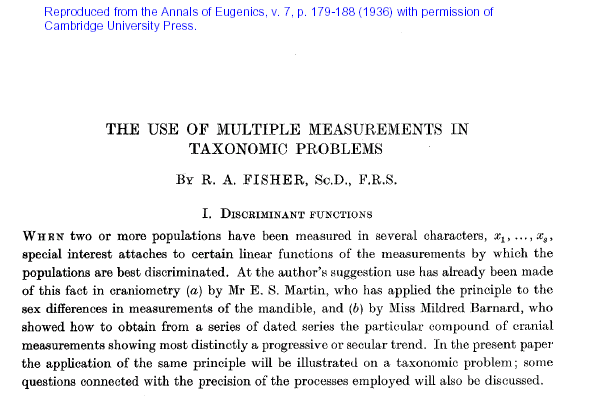 Reproduced from the Annals of Eugenics, v. 7, p. 179-188 (1936) with permission of
Cambridge University Press.
THE USE OF MULTIPLE MEASUREMENTS IN
TAXONOMIC PROBLEMS
BY R. A. FISHER, Sc.D., F.R.S.
I. DISCRIMINANT FUNCTIONS
WHEN two or more populations have been measured in several characters, x₁, ..., xₛ,
special interest attaches to certain linear functions of the measurements by which the
populations are best discriminated. At the author's suggestion use has already been made
of this fact in craniometry (a) by Mr E. S. Martin, who has applied the principle to the
sex differences in measurements of the mandible, and (b) by Miss Mildred Barnard, who
showed how to obtain from a series of dated series the particular compound of cranial
measurements showing most distinctly a progressive or secular trend. In the present paper
the application of the same principle will be illustrated on a taxonomic problem; some
questions connected with the precision of the processes employed will also be discussed.